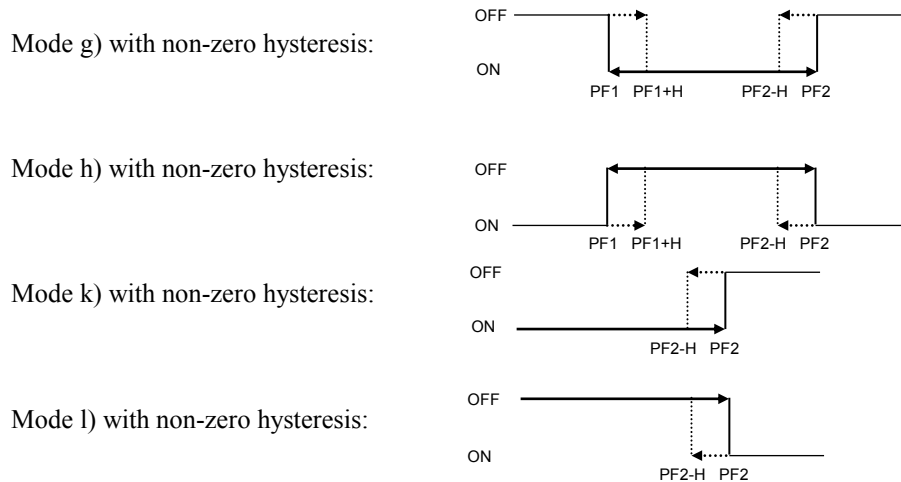 OFF
Mode g) with non-zero hysteresis:
ON
PF1 PF1+H PF2-H PF2
Mode h) with non-zero hysteresis:
OFF
ON
PF1 PF1+H PF2-H PF2
OFF
Mode k) with non-zero hysteresis:
ON
PF2-H PF2
OFF
Mode l) with non-zero hysteresis:
ON
PF2-H PF2